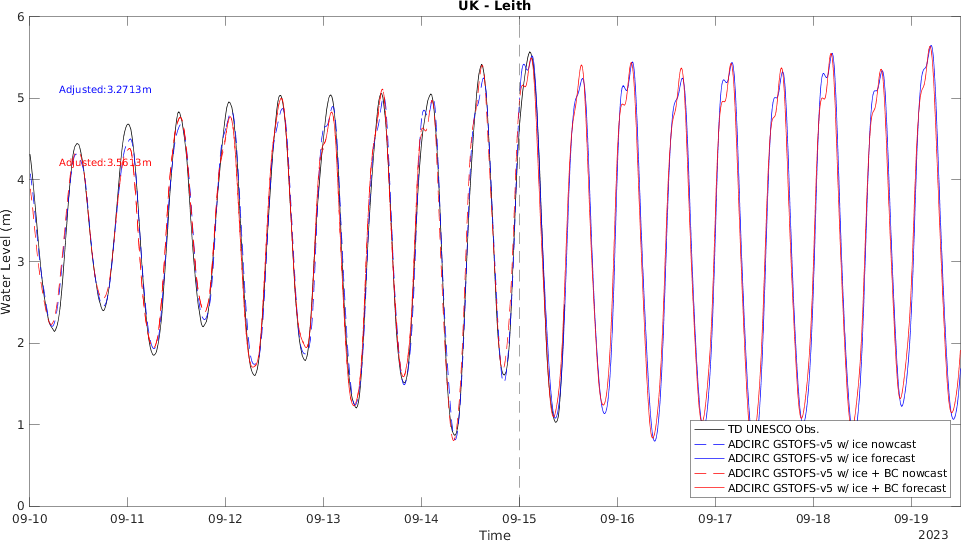 UK - Leith
6
5
4
3
2
1
0
Water Level (m)
Adjusted:3.2713m
Adjusted:3.5613m
TD UNESCO Obs.
ADCIRC GSTOFS-v5 w/ ice nowcast
ADCIRC GSTOFS-v5 w/ ice forecast
ADCIRC GSTOFS-v5 w/ ice + BC nowcast
ADCIRC GSTOFS-v5 w/ ice + BC forecast
09-10 09-11 09-12 09-13 09-14 09-15 09-16 09-17 09-18 09-19
Time
2023